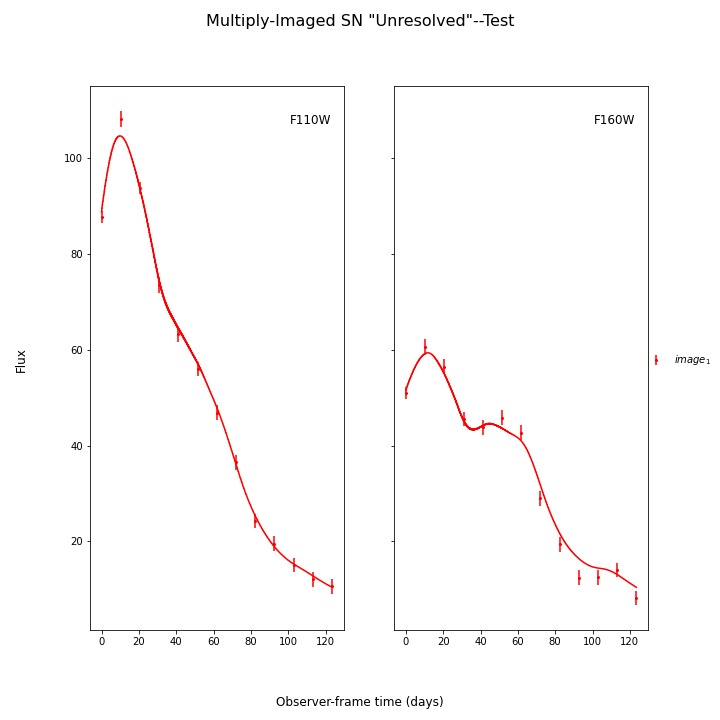 Multiply-Imaged SN "Unresolved"--Test
F110W
F160W
100
80
60
40
20
Flux
image1
0 20 40 60 80 100 120
0 20 40 60 80 100 120
Observer-frame time (days)